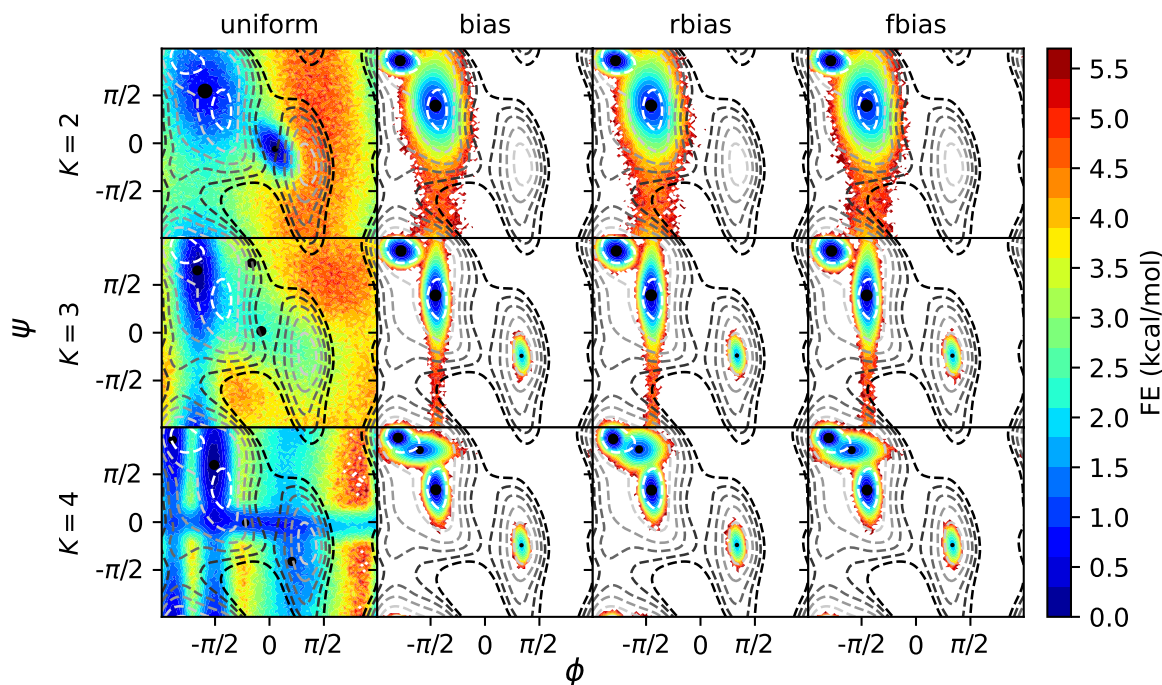 uniform bias rbias fbias
K = 2
π/2
0
-π/2
K = 3
π/2
0
-π/2
K = 4
π/2
0
-π/2
ψ
-π/2 0 π/2 -π/2 0 π/2 -π/2 0 π/2 -π/2 0 π/2
ϕ
5.5
5.0
4.5
4.0
3.5
3.0
2.5
2.0
1.5
1.0
0.5
0.0
FE (kcal/mol)